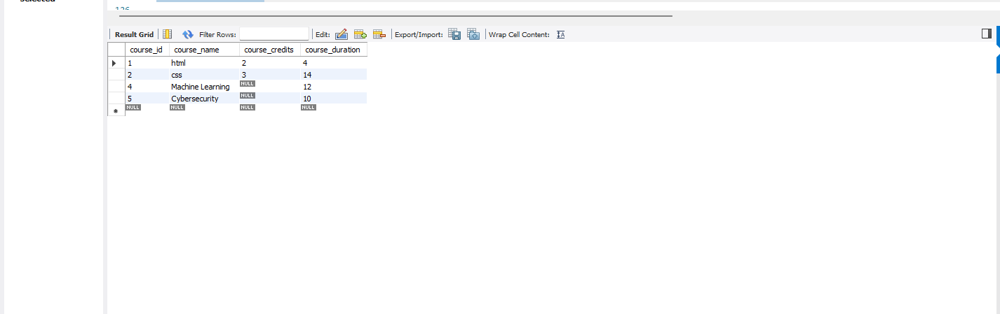 selected
126
Result Grid Filter Rows: Edit: Export/Import: Wrap Cell Content:
course_id course_name course_credits course_duration
1 html 2 4
2 css 3 14
4 Machine Learning NULL 12
5 Cybersecurity NULL 10
NULL NULL NULL NULL